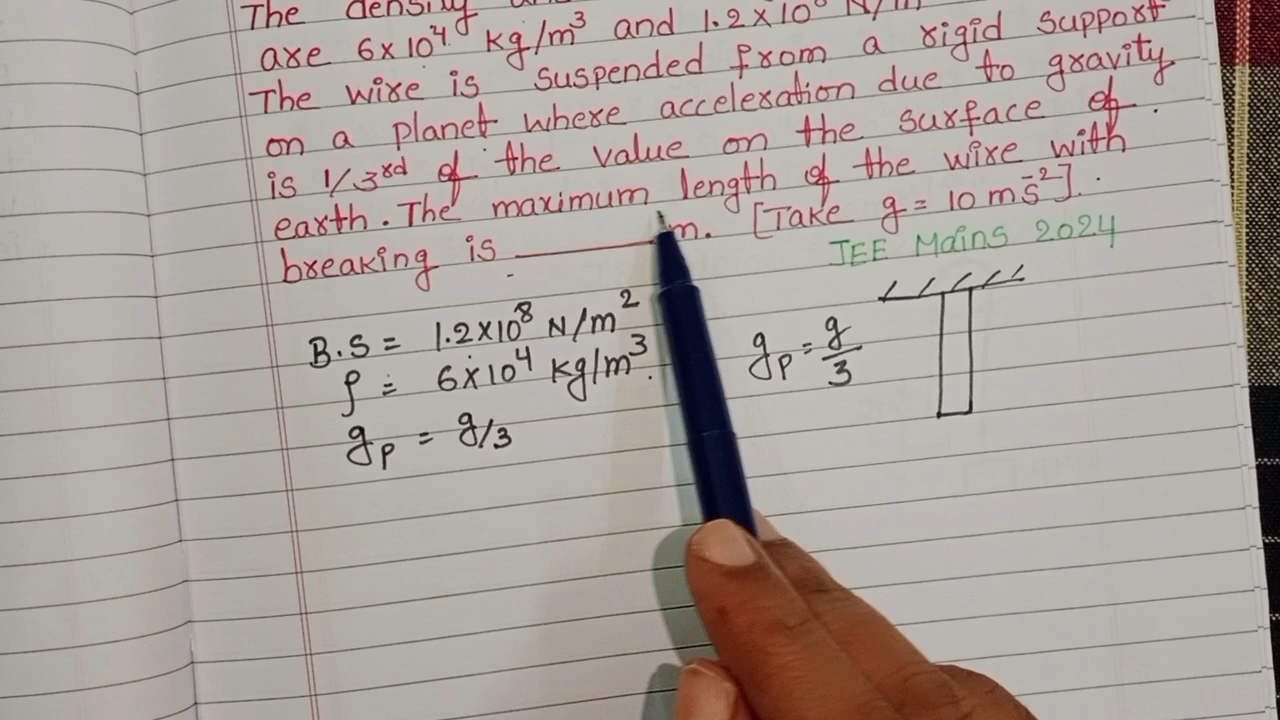 The density
are 6×10⁴ kg/m³ and 1.2×10⁸ N/m
The wire is suspended from a rigid support
on a planet where acceleration due to gravity
is 1/3rd of the value on the surface of
earth. The maximum length of the wire with
breaking is ______ m. [Take g = 10 ms⁻²].
JEE Mains 2024
B.S = 1.2×10⁸ N/m²
ρ = 6×10⁴ kg/m³.
gₚ = g/3
gₚ = g/3